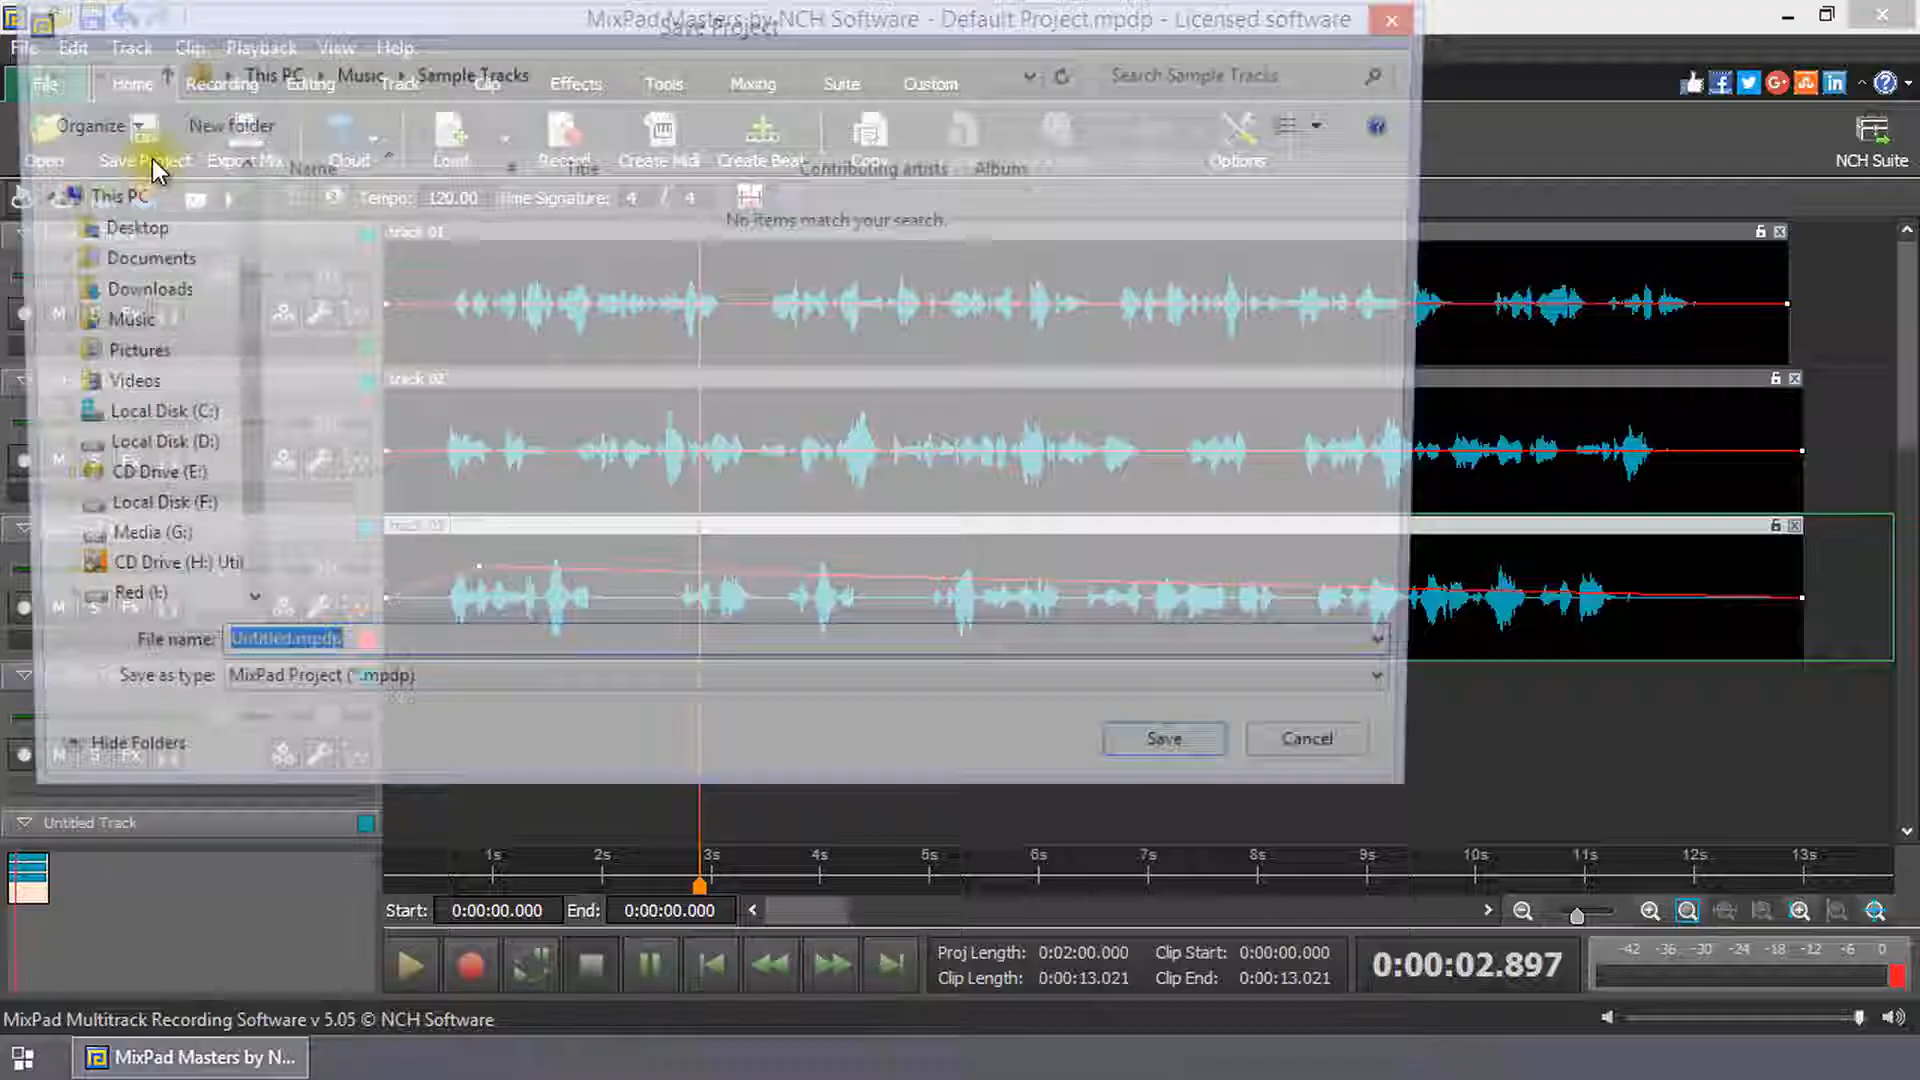 MixPad Masters by NCH Software - Default Project.mpdp - Licensed software
Save Project
File Edit Track Clip Playback View Help
This PC Music Sample Tracks
Search Sample Tracks
File Home Recording Editing Track Clip Effects Tools Mixing Suite Custom
Organize New folder
Open Save Project Export Mix Cloud Load Record Create Midi Create Beat Copy Options NCH Suite
Name # Title Contributing artists Album
Tempo: 120.00 Time Signature: 4 / 4
No items match your search.
This PC
Desktop
Documents
Downloads
Music
Pictures
Videos
Local Disk (C:)
Local Disk (D:)
CD Drive (E:)
Local Disk (F:)
Media (G:)
CD Drive (H:) Util
Red (I:)
track 01
track 02
M S Fx
M S Fx
File name: Untitled.mpdp
Save as type: MixPad Project (*.mpdp)
Hide Folders
Save Cancel
Untitled Track
1s 2s 3s 4s 5s 6s 7s 8s 9s 10s 11s 12s 13s
Start: 0:00:00.000 End: 0:00:00.000
Proj Length: 0:02:00.000 Clip Start: 0:00:00.000
Clip Length: 0:00:13.021 Clip End: 0:00:13.021
0:00:02.897
-42 -36 -30 -24 -18 -12 -6 0
MixPad Multitrack Recording Software v 5.05 © NCH Software
MixPad Masters by N...